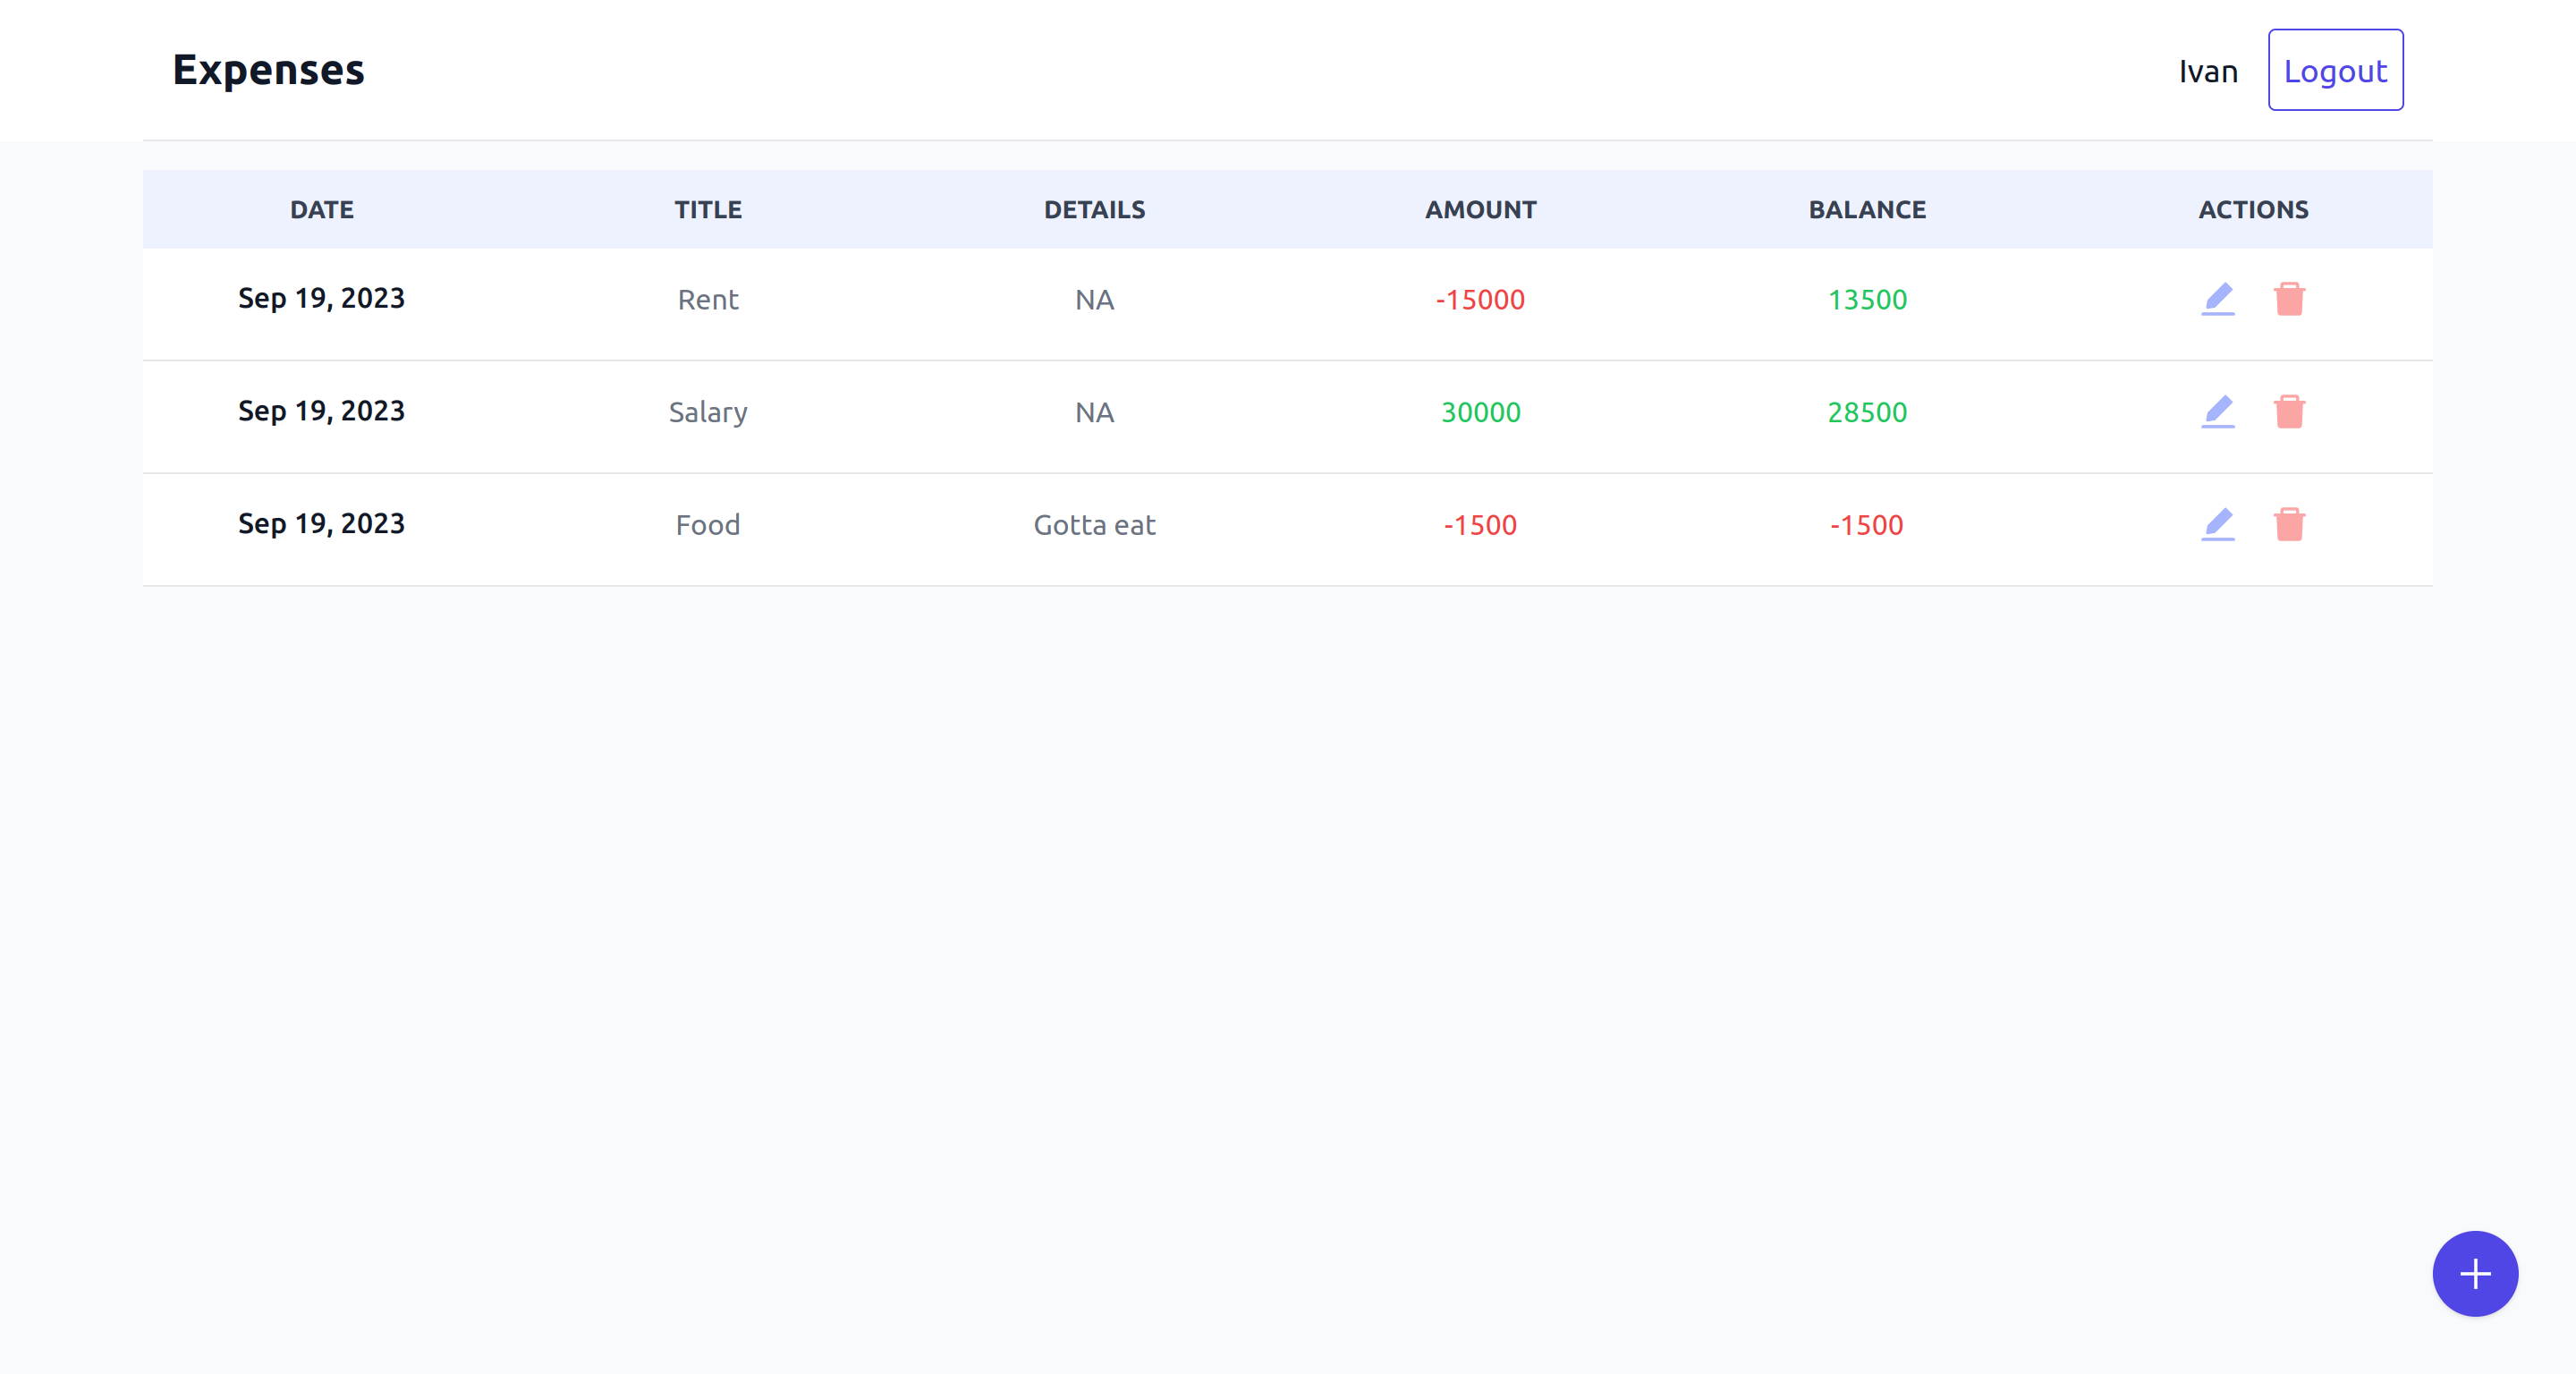 Expenses Ivan Logout
DATE TITLE DETAILS AMOUNT BALANCE ACTIONS
Sep 19, 2023 Rent NA -15000 13500
Sep 19, 2023 Salary NA 30000 28500
Sep 19, 2023 Food Gotta eat -1500 -1500